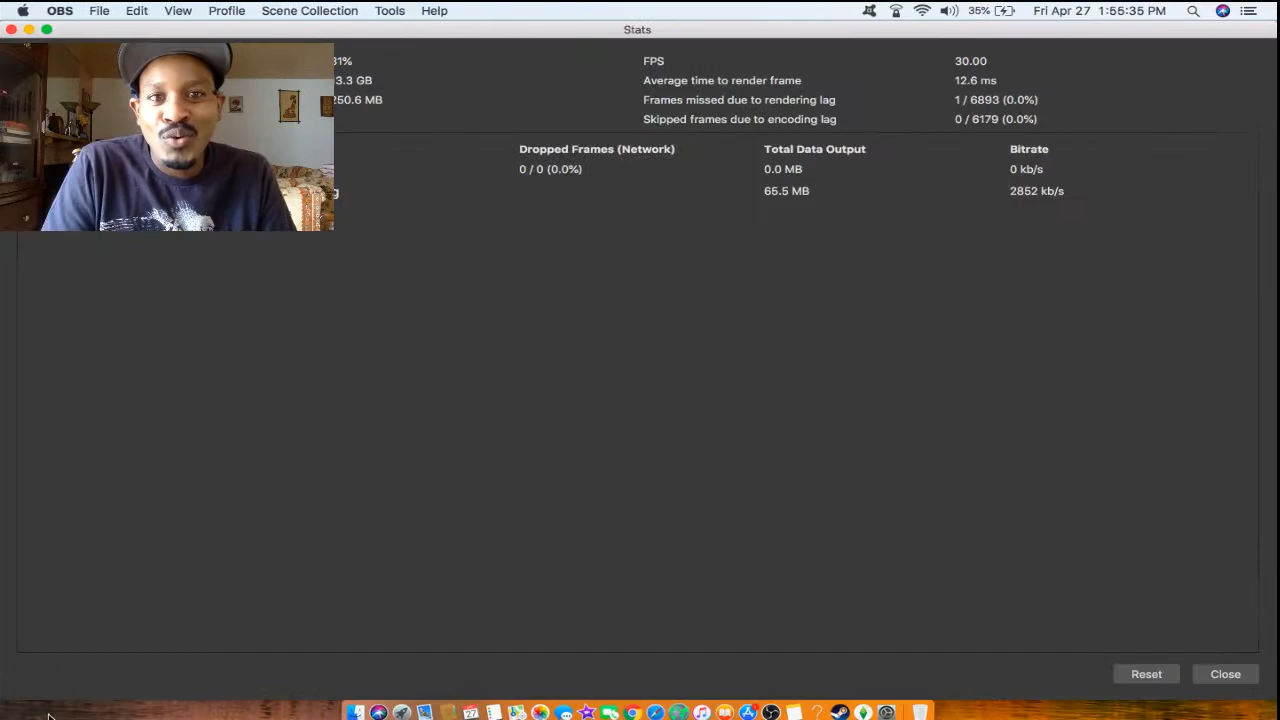 OBS File Edit View Profile Scene Collection Tools Help 35% Fri Apr 27 1:55:35 PM
Stats
31% FPS 30.00
3.3 GB Average time to render frame 12.6 ms
250.6 MB Frames missed due to rendering lag 1 / 6893 (0.0%)
Skipped frames due to encoding lag 0 / 6179 (0.0%)
Dropped Frames (Network) Total Data Output Bitrate
0 / 0 (0.0%) 0.0 MB 0 kb/s
g 65.5 MB 2852 kb/s
Reset Close
27